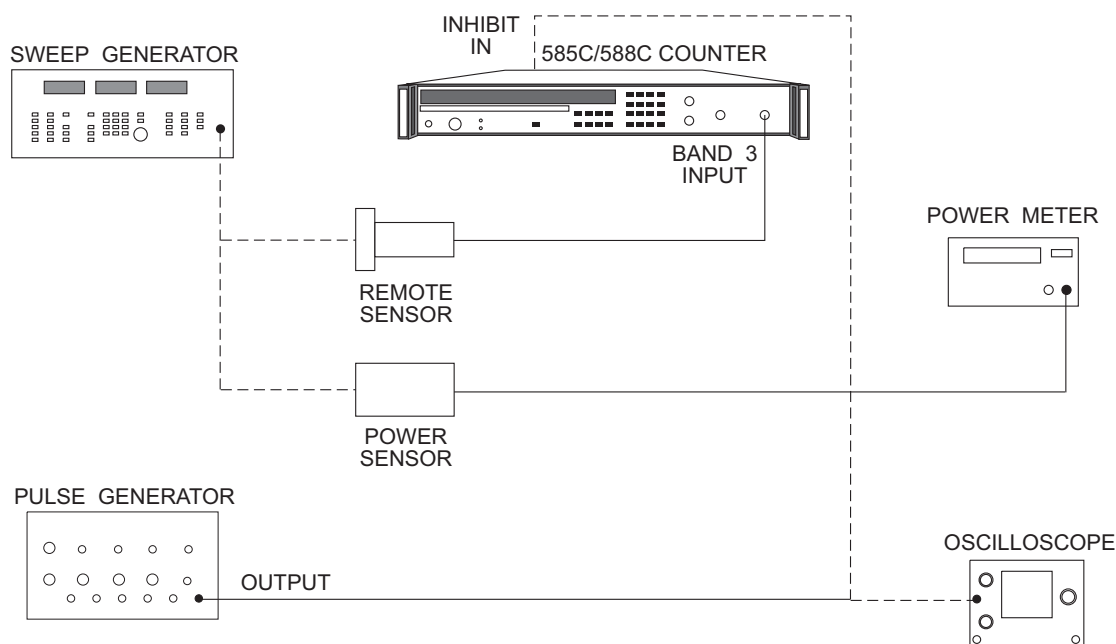 INHIBIT
IN
SWEEP GENERATOR
585C/588C COUNTER
BAND 3
INPUT
POWER METER
REMOTE
SENSOR
POWER
SENSOR
PULSE GENERATOR
OUTPUT
OSCILLOSCOPE